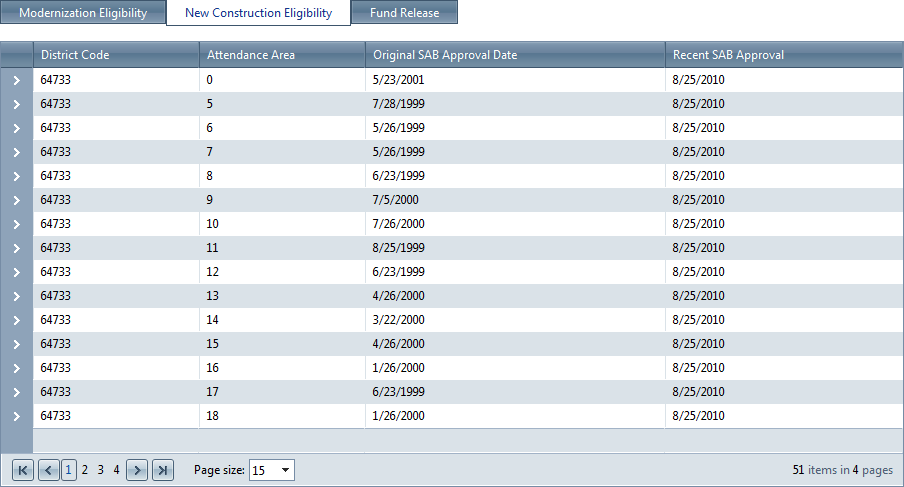 Modernization Eligibility New Construction Eligibility Fund Release
District Code Attendance Area Original SAB Approval Date Recent SAB Approval
64733 0 5/23/2001 8/25/2010
64733 5 7/28/1999 8/25/2010
64733 6 5/26/1999 8/25/2010
64733 7 5/26/1999 8/25/2010
64733 8 6/23/1999 8/25/2010
64733 9 7/5/2000 8/25/2010
64733 10 7/26/2000 8/25/2010
64733 11 8/25/1999 8/25/2010
64733 12 6/23/1999 8/25/2010
64733 13 4/26/2000 8/25/2010
64733 14 3/22/2000 8/25/2010
64733 15 4/26/2000 8/25/2010
64733 16 1/26/2000 8/25/2010
64733 17 6/23/1999 8/25/2010
64733 18 1/26/2000 8/25/2010
1 2 3 4 Page size: 15 51 items in 4 pages